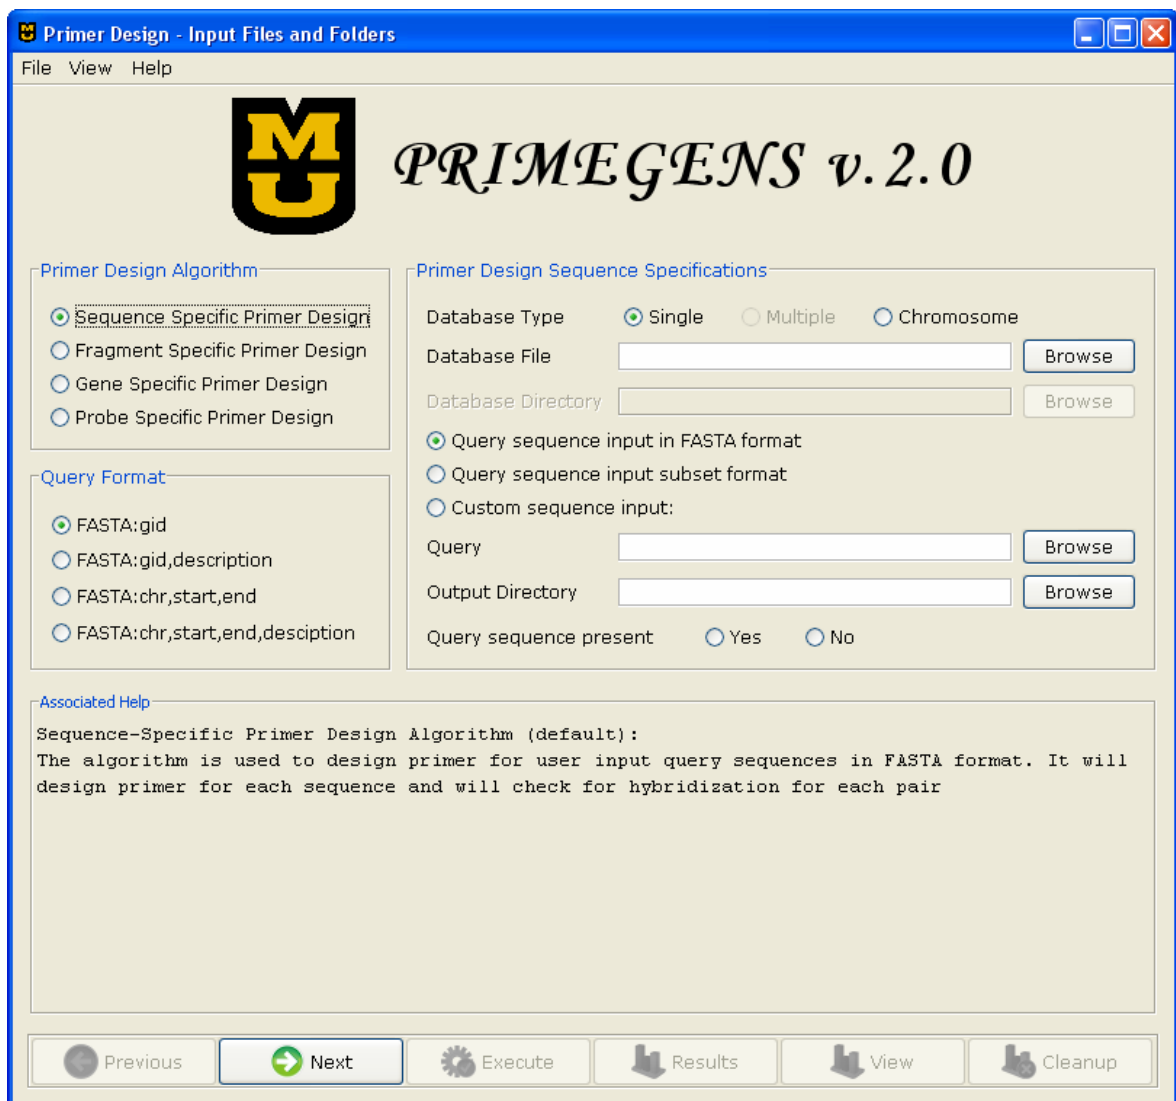 Primer Design - Input Files and Folders
File View Help
MU
PRIMEGENS v.2.0
Primer Design Algorithm
Sequence Specific Primer Design
Fragment Specific Primer Design
Gene Specific Primer Design
Probe Specific Primer Design
Query Format
FASTA:gid
FASTA:gid,description
FASTA:chr,start,end
FASTA:chr,start,end,desciption
Primer Design Sequence Specifications
Database Type Single Multiple Chromosome
Database File Browse
Database Directory Browse
Query sequence input in FASTA format
Query sequence input subset format
Custom sequence input:
Query Browse
Output Directory Browse
Query sequence present Yes No
Associated Help
Sequence-Specific Primer Design Algorithm (default):
The algorithm is used to design primer for user input query sequences in FASTA format. It will
design primer for each sequence and will check for hybridization for each pair
Previous Next Execute Results View Cleanup